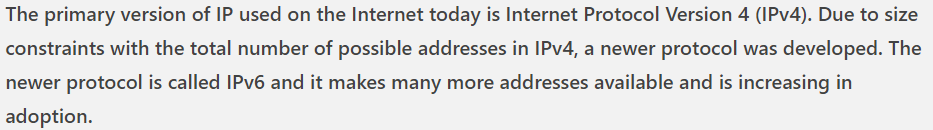 The primary version of IP used on the Internet today is Internet Protocol Version 4 (IPv4). Due to size
constraints with the total number of possible addresses in IPv4, a newer protocol was developed. The
newer protocol is called IPv6 and it makes many more addresses available and is increasing in
adoption.